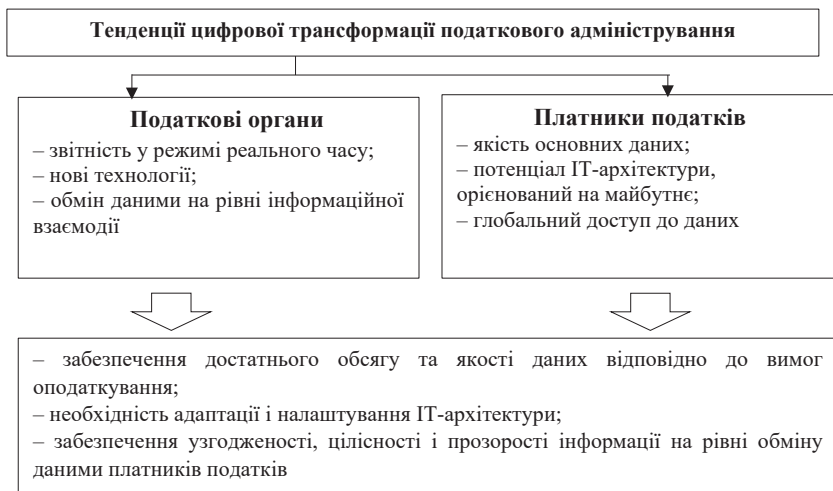 Тенденції цифрової трансформації податкового адміністрування
Податкові органи
– звітність у режимі реального часу;
– нові технології;
– обмін даними на рівні інформаційної
взаємодії
Платники податків
– якість основних даних;
– потенціал ІТ-архітектури,
орієнований на майбутнє;
– глобальний доступ до даних
– забезпечення достатнього обсягу та якості даних відповідно до вимог
оподаткування;
– необхідність адаптації і налаштування ІТ-архітектури;
– забезпечення узгодженості, цілісності і прозорості інформації на рівні обміну
даними платників податків